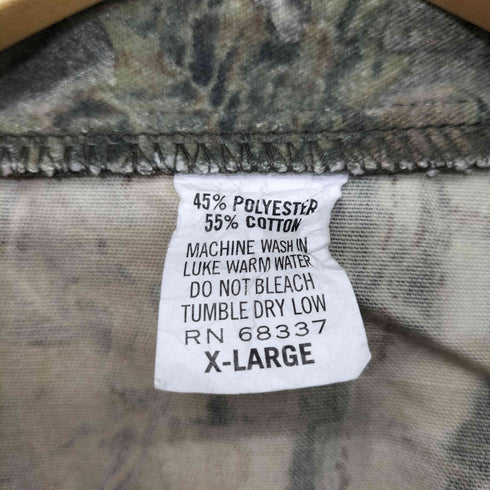 45% POLYESTER
55% COTTON
MACHINE WASH IN
LUKE WARM WATER
DO NOT BLEACH
TUMBLE DRY LOW
RN 68337
X-LARGE